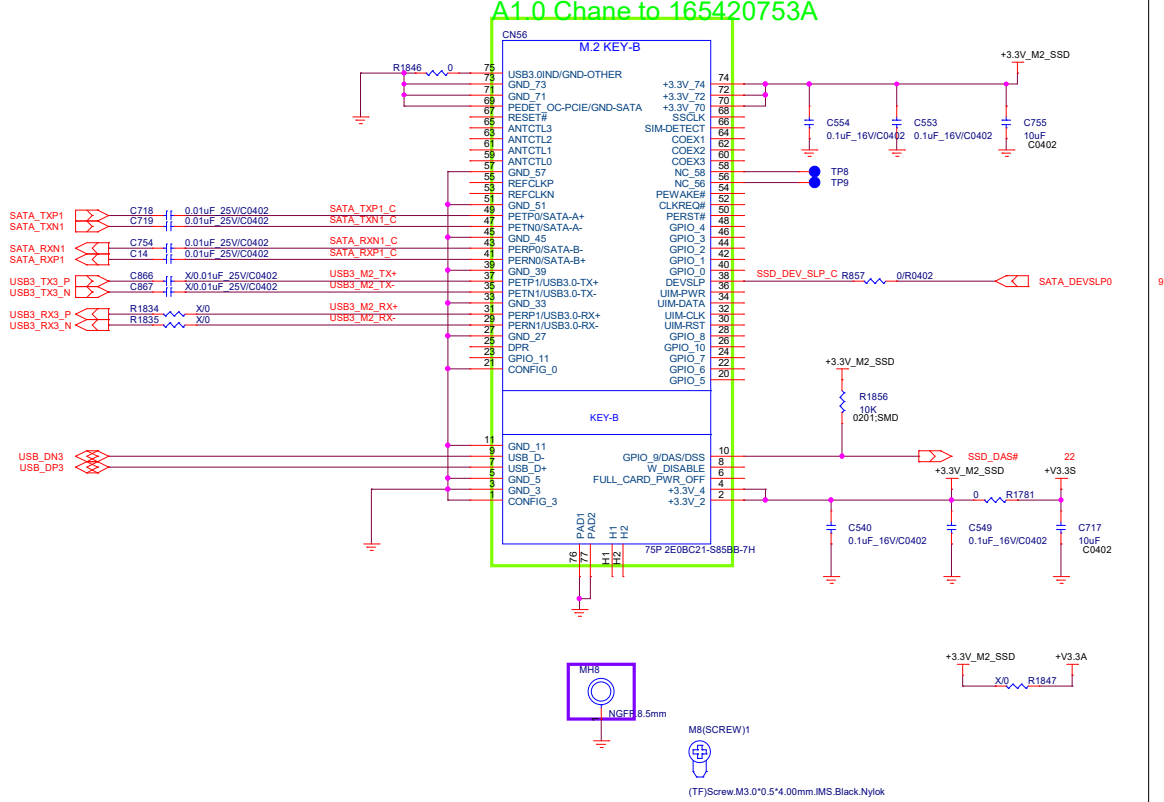 A1.0 Chane to 165420753A
CN56
M.2 KEY-B
+3.3V_M2_SSD
R1846 0
75 USB3.0IND/GND-OTHER
73 GND_73
71 GND_71
69 PEDET_OC-PCIE/GND-SATA
67 RESET#
65 ANTCTL3
63 ANTCTL2
61 ANTCTL1
59 ANTCTL0
57 GND_57
55 REFCLKP
53 REFCLKN
51 GND_51
49 PETP0/SATA-A+
47 PETN0/SATA-A-
45 GND_45
43 PERP0/SATA-B-
41 PERN0/SATA-B+
39 GND_39
37 PETP1/USB3.0-TX+
35 PETN1/USB3.0-TX-
33 GND_33
31 PERP1/USB3.0-RX+
29 PERN1/USB3.0-RX-
27 GND_27
25 DPR
23 GPIO_11
21 CONFIG_0
+3.3V_74 74
+3.3V_72 72
+3.3V_70 70
SSCLK 68
SIM-DETECT 66
COEX1 64
COEX2 62
COEX3 60
NC_58 58
NC_56 56
PEWAKE# 54
CLKREQ# 52
PERST# 50
GPIO_4 48
GPIO_3 46
GPIO_2 44
GPIO_1 42
GPIO_0 40
DEVSLP 38
UIM-PWR 36
UIM-DATA 34
UIM-CLK 32
UIM-RST 30
GPIO_8 28
GPIO_10 26
GPIO_7 24
GPIO_6 22
GPIO_5 20
C554
0.1uF_16V/C0402
C553
0.1uF_16V/C0402
C755
10uF
C0402
TP8
TP9
SATA_TXP1 C718 0.01uF_25V/C0402 SATA_TXP1_C
SATA_TXN1 C719 0.01uF_25V/C0402 SATA_TXN1_C
SATA_RXN1 C754 0.01uF_25V/C0402 SATA_RXN1_C
SATA_RXP1 C14 0.01uF_25V/C0402 SATA_RXP1_C
USB3_TX3_P C866 X/0.01uF_25V/C0402 USB3_M2_TX+
USB3_TX3_N C867 X/0.01uF_25V/C0402 USB3_M2_TX-
USB3_RX3_P R1834 X/0 USB3_M2_RX+
USB3_RX3_N R1835 X/0 USB3_M2_RX-
SSD_DEV_SLP_C R857 0/R0402 SATA_DEVSLP0 9
+3.3V_M2_SSD
R1856
10K
0201;SMD
KEY-B
11 GND_11
9 USB_D-
7 USB_D+
5 GND_5
3 GND_3
1 CONFIG_3
GPIO_9/DAS/DSS 10
W_DISABLE 8
FULL_CARD_PWR_OFF 6
+3.3V_4 4
+3.3V_2 2
USB_DN3
USB_DP3
SSD_DAS# 22
+3.3V_M2_SSD +V3.3S
0 R1781
C540
0.1uF_16V/C0402
C549
0.1uF_16V/C0402
C717
10uF
C0402
PAD1 PAD2 H1 H2
76 77 H1 H2
75P 2E0BC21-S85BB-7H
+3.3V_M2_SSD +V3.3A
X/0 R1847
MH8
NGFF.8.5mm
1
M8(SCREW)1
(TF)Screw.M3.0*0.5*4.00mm.IMS.Black.Nylok